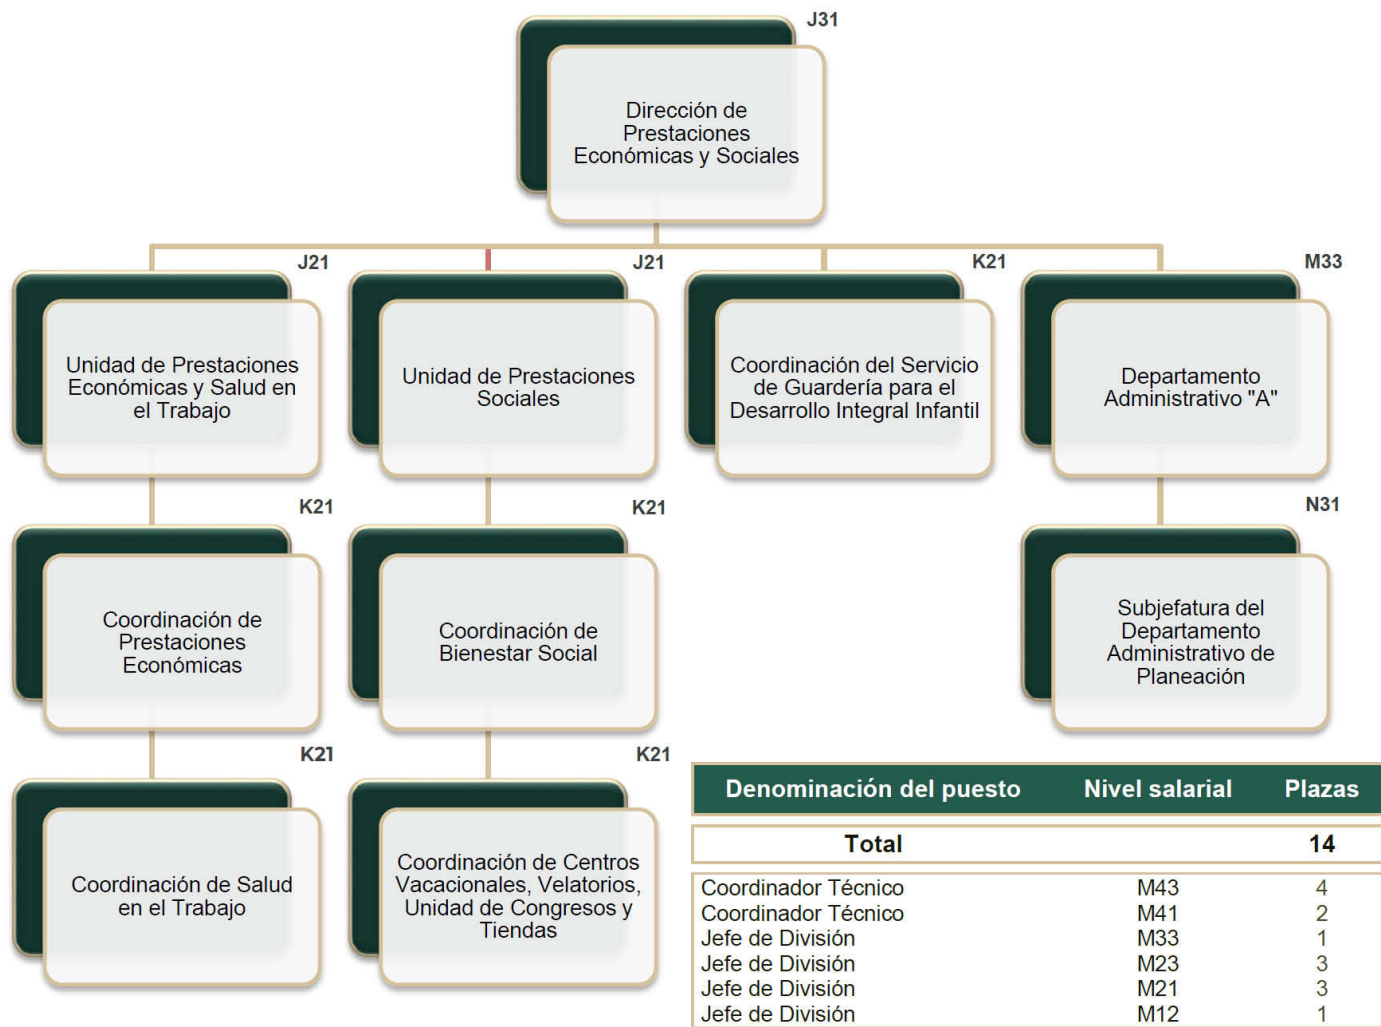 J31
Dirección de
Prestaciones
Económicas y Sociales
J21
Unidad de Prestaciones
Económicas y Salud en
el Trabajo
J21
Unidad de Prestaciones
Sociales
K21
Coordinación del Servicio
de Guardería para el
Desarrollo Integral Infantil
M33
Departamento
Administrativo "A"
K21
Coordinación de
Prestaciones
Económicas
K21
Coordinación de
Bienestar Social
N31
Subjefatura del
Departamento
Administrativo de
Planeación
K21
Coordinación de Salud
en el Trabajo
K21
Coordinación de Centros
Vacacionales, Velatorios,
Unidad de Congresos y
Tiendas
Denominación del puesto Nivel salarial Plazas
Total 14
Coordinador Técnico M43 4
Coordinador Técnico M41 2
Jefe de División M33 1
Jefe de División M23 3
Jefe de División M21 3
Jefe de División M12 1